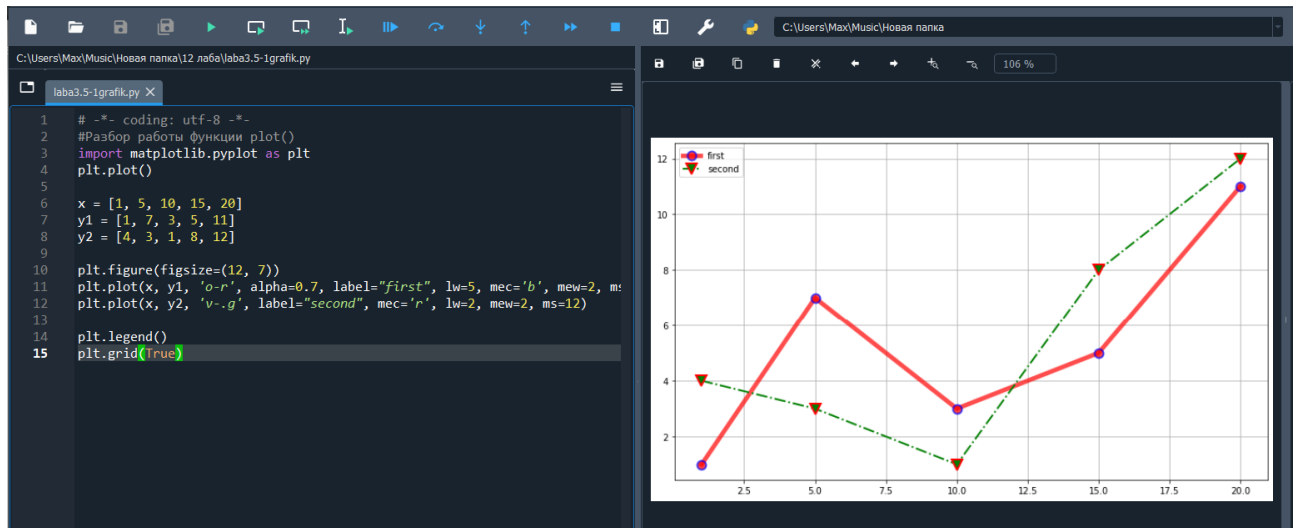 C:\Users\Max\Music\Новая папка
C:\Users\Max\Music\Новая папка\12 лаба\laba3.5-1grafik.py
106 %
laba3.5-1grafik.py
1 # -*- coding: utf-8 -*-
2 #Разбор работы функции plot()
3 import matplotlib.pyplot as plt
4 plt.plot()
5
6 x = [1, 5, 10, 15, 20]
7 y1 = [1, 7, 3, 5, 11]
8 y2 = [4, 3, 1, 8, 12]
9
10 plt.figure(figsize=(12, 7))
11 plt.plot(x, y1, 'o-r', alpha=0.7, label="first", lw=5, mec='b', mew=2, ms
12 plt.plot(x, y2, 'v-.g', label="second", mec='r', lw=2, mew=2, ms=12)
13
14 plt.legend()
15 plt.grid(True)
first
second
12
10
8
6
4
2
2.5 5.0 7.5 10.0 12.5 15.0 17.5 20.0